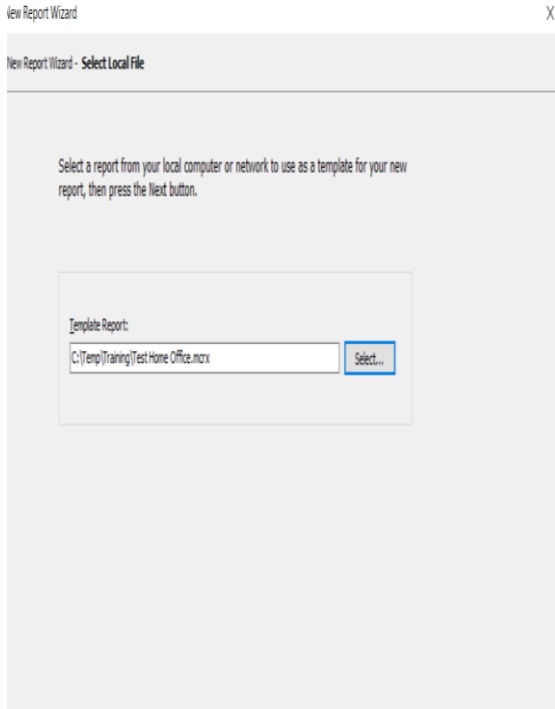 New Report Wizard X
New Report Wizard - Select Local File
Select a report from your local computer or network to use as a template for your new
report, then press the Next button.
Template Report:
C:\Temp\Training\Test Home Office.mcrx Select...